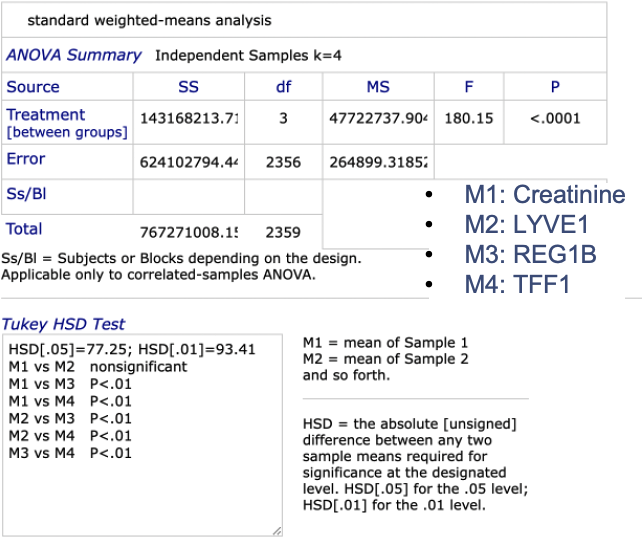 standard weighted-means analysis
ANOVA Summary Independent Samples k=4
Source SS df MS F P
Treatment [between groups] 143168213.71 3 47722737.904 180.15 <.0001
Error 624102794.44 2356 264899.31852
Ss/Bl
Total 767271008.15 2359
Ss/Bl = Subjects or Blocks depending on the design.
Applicable only to correlated-samples ANOVA.
• M1: Creatinine
• M2: LYVE1
• M3: REG1B
• M4: TFF1
Tukey HSD Test
HSD[.05]=77.25; HSD[.01]=93.41
M1 vs M2 nonsignificant
M1 vs M3 P<.01
M1 vs M4 P<.01
M2 vs M3 P<.01
M2 vs M4 P<.01
M3 vs M4 P<.01
M1 = mean of Sample 1
M2 = mean of Sample 2
and so forth.
HSD = the absolute [unsigned]
difference between any two
sample means required for
significance at the designated
level. HSD[.05] for the .05 level;
HSD[.01] for the .01 level.